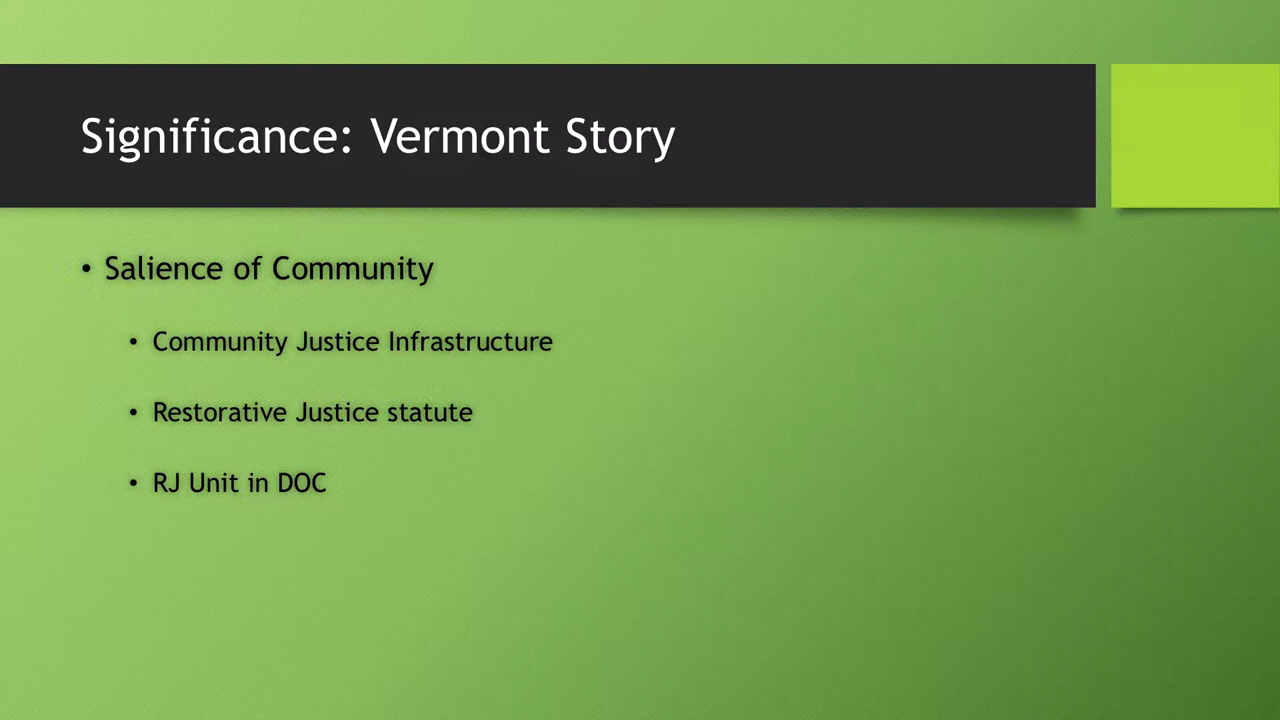 Significance: Vermont Story
• Salience of Community
• Community Justice Infrastructure
• Restorative Justice statute
• RJ Unit in DOC